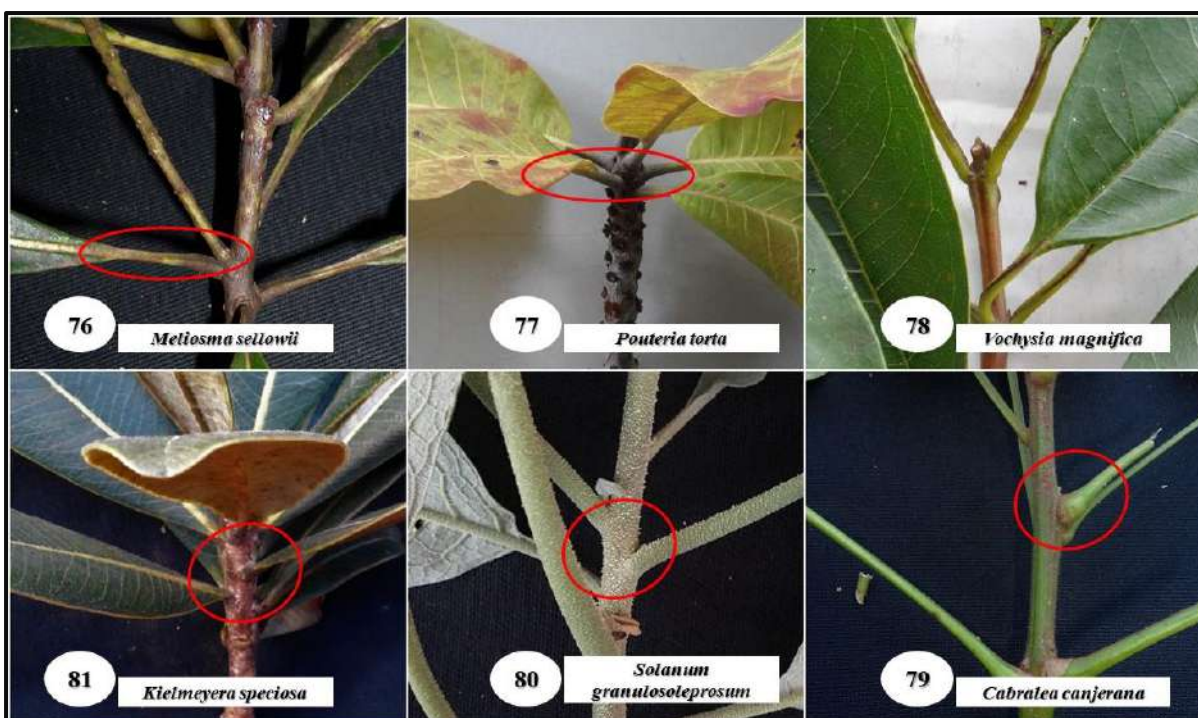 76
Meliosma sellowii
77
Pouteria torta
78
Vochysia magnifica
81
Kielmeyera speciosa
80
Solanum
granulosoleprosum
79
Cabralea canjerana